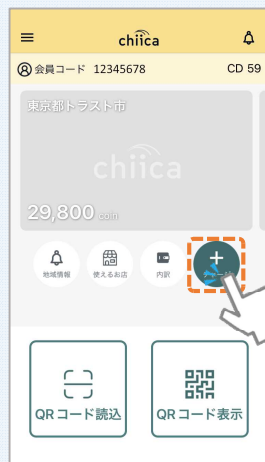 chiica
会員コード 12345678
CD 59
東京都トラスト市
chiica
29,800 coin
地域情報
使えるお店
内訳
QRコード読込
QRコード表示